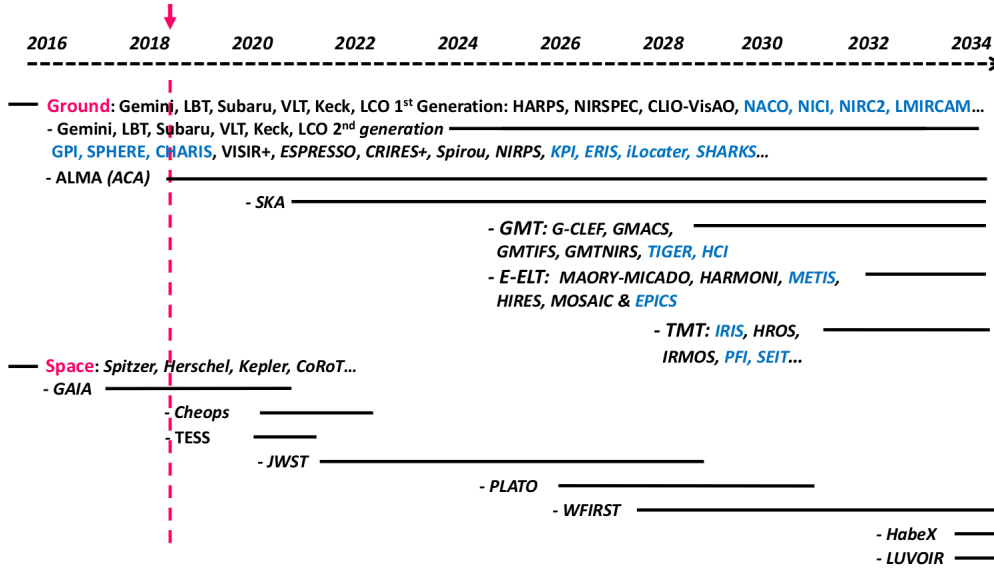 2016 2018 2020 2022 2024 2026 2028 2030 2032 2034
Ground: Gemini, LBT, Subaru, VLT, Keck, LCO 1st Generation: HARPS, NIRSPEC, CLIO-VisAO, NACO, NICI, NIRC2, LMIRCAM...
- Gemini, LBT, Subaru, VLT, Keck, LCO 2nd generation
GPI, SPHERE, CHARIS, VISIR+, ESPRESSO, CRIRES+, Spirou, NIRPS, KPI, ERIS, iLocater, SHARKS...
- ALMA (ACA)
- SKA
- GMT: G-CLEF, GMACS,
GMTIFS, GMTNIRS, TIGER, HCI
- E-ELT: MAORY-MICADO, HARMONI, METIS,
HIRES, MOSAIC & EPICS
- TMT: IRIS, HROS,
IRMOS, PFI, SEIT...
Space: Spitzer, Herschel, Kepler, CoRoT...
- GAIA
- Cheops
- TESS
- JWST
- PLATO
- WFIRST
- HabeX
- LUVOIR